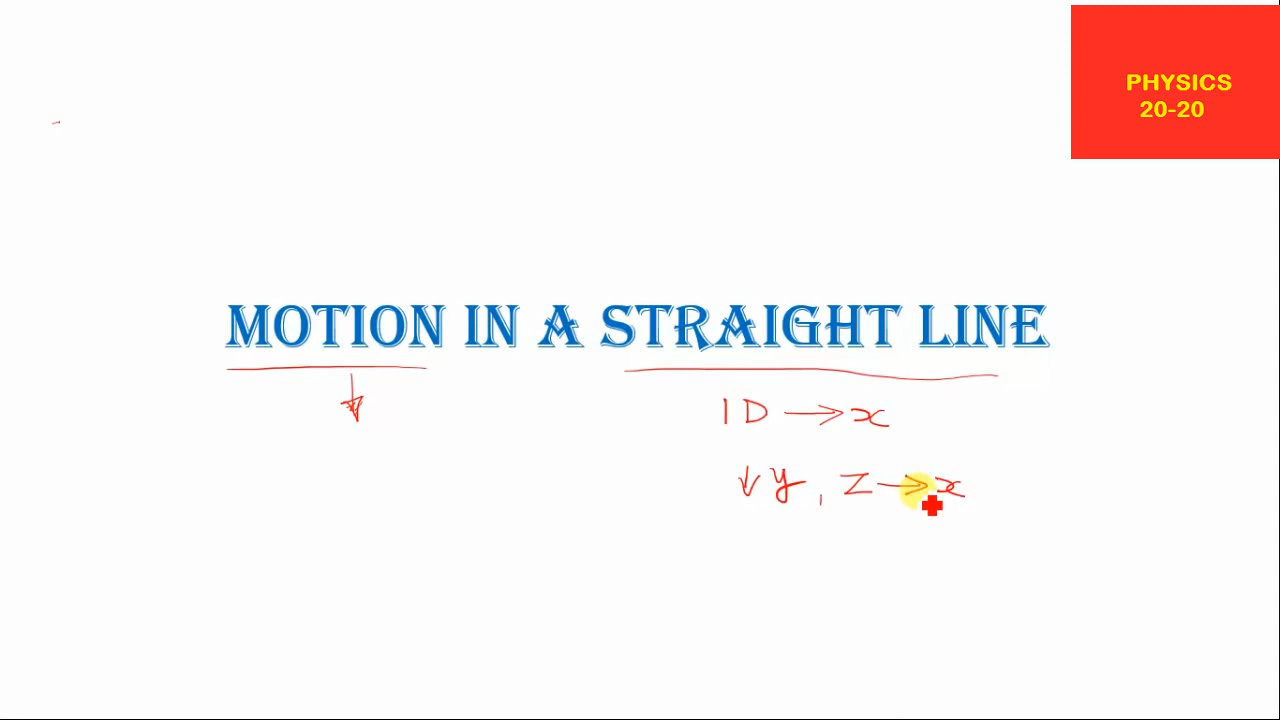 PHYSICS
20-20
MOTION IN A STRAIGHT LINE
1D → x
↓ y, z → x